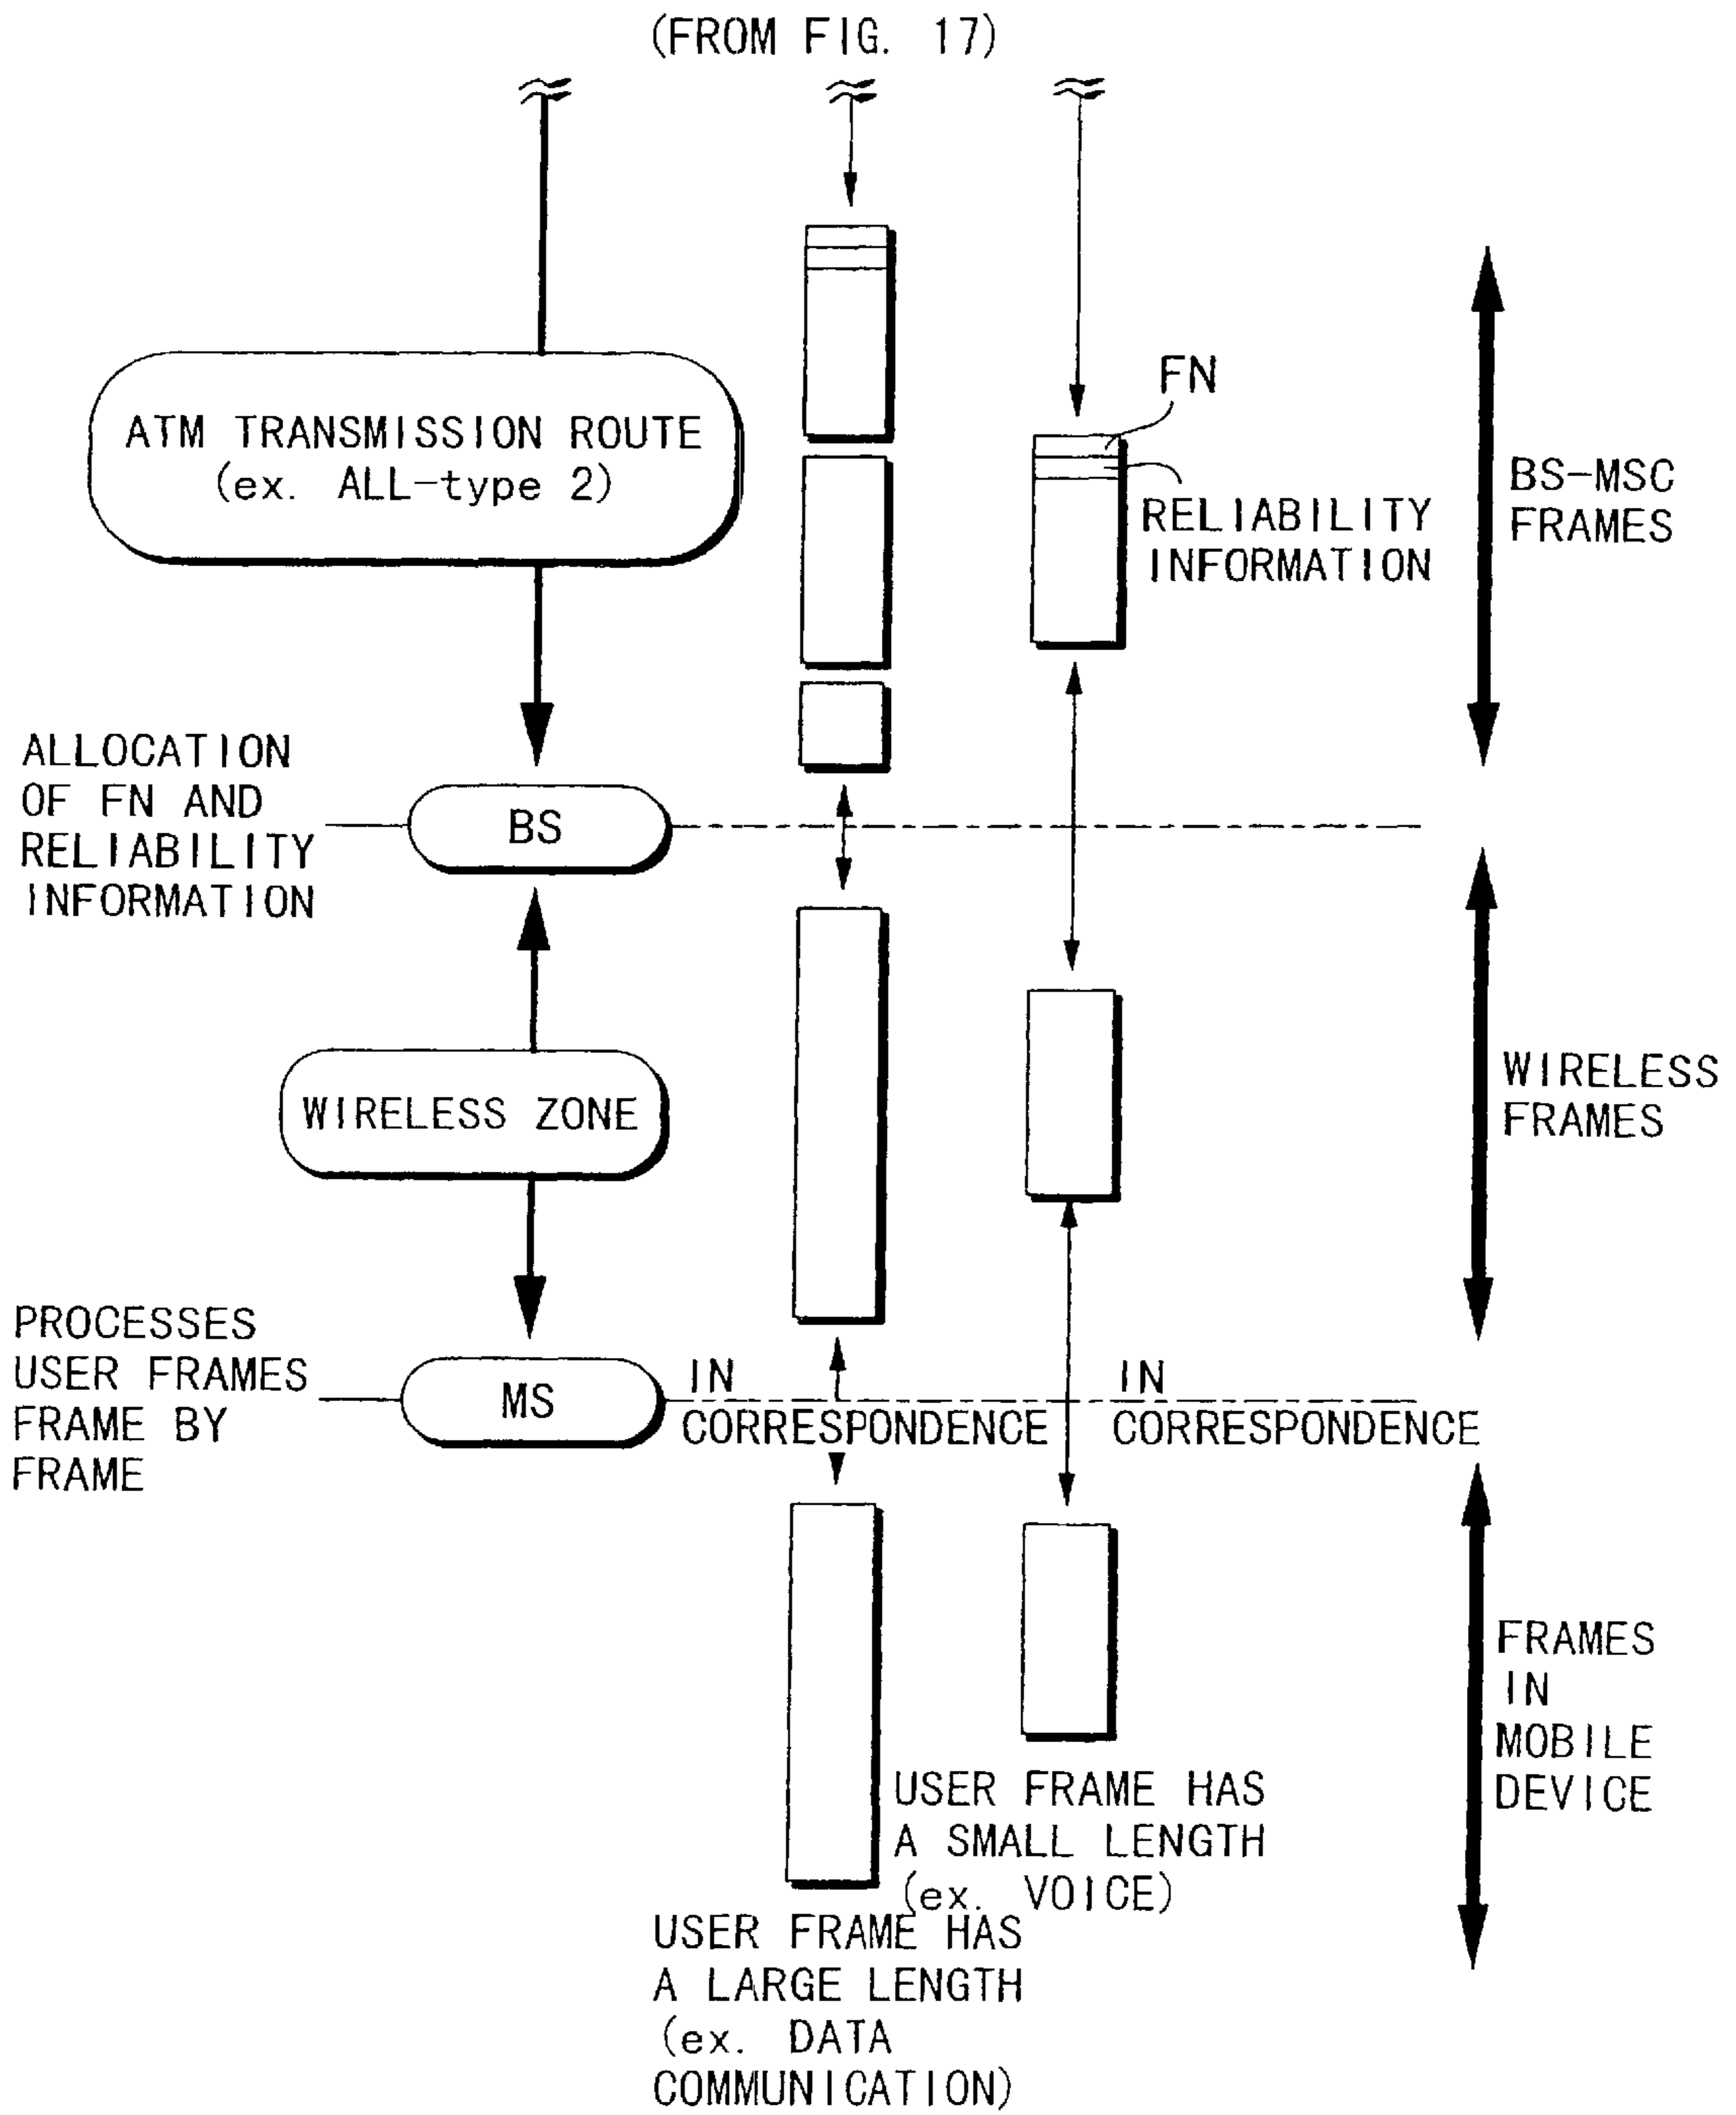 (FROM FIG. 17)
ATM TRANSMISSION ROUTE
(ex. ALL-type 2)
FN
RELIABILITY
INFORMATION
BS-MSC
FRAMES
ALLOCATION
OF FN AND
RELIABILITY
INFORMATION
BS
WIRELESS ZONE
WIRELESS
FRAMES
PROCESSES
USER FRAMES
FRAME BY
FRAME
MS
IN
CORRESPONDENCE
IN
CORRESPONDENCE
FRAMES
IN
MOBILE
DEVICE
USER FRAME HAS
A SMALL LENGTH
(ex. VOICE)
USER FRAME HAS
A LARGE LENGTH
(ex. DATA
COMMUNICATION)